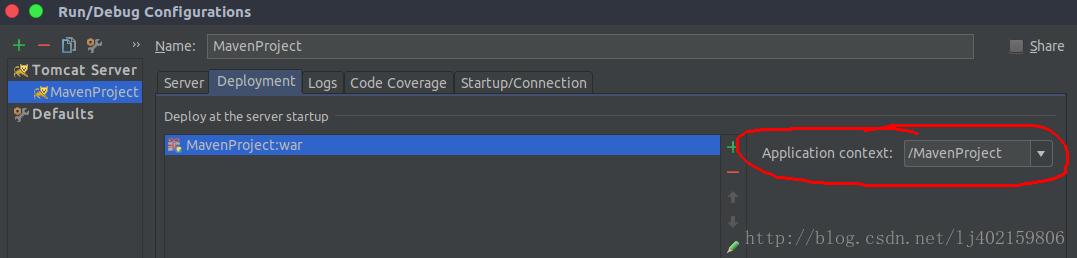 Run/Debug Configurations
Name: MavenProject
Share
Tomcat Server
MavenProject
Defaults
Server Deployment Logs Code Coverage Startup/Connection
Deploy at the server startup
MavenProject:war
Application context: /MavenProject
http://blog.csdn.net/lj402159806